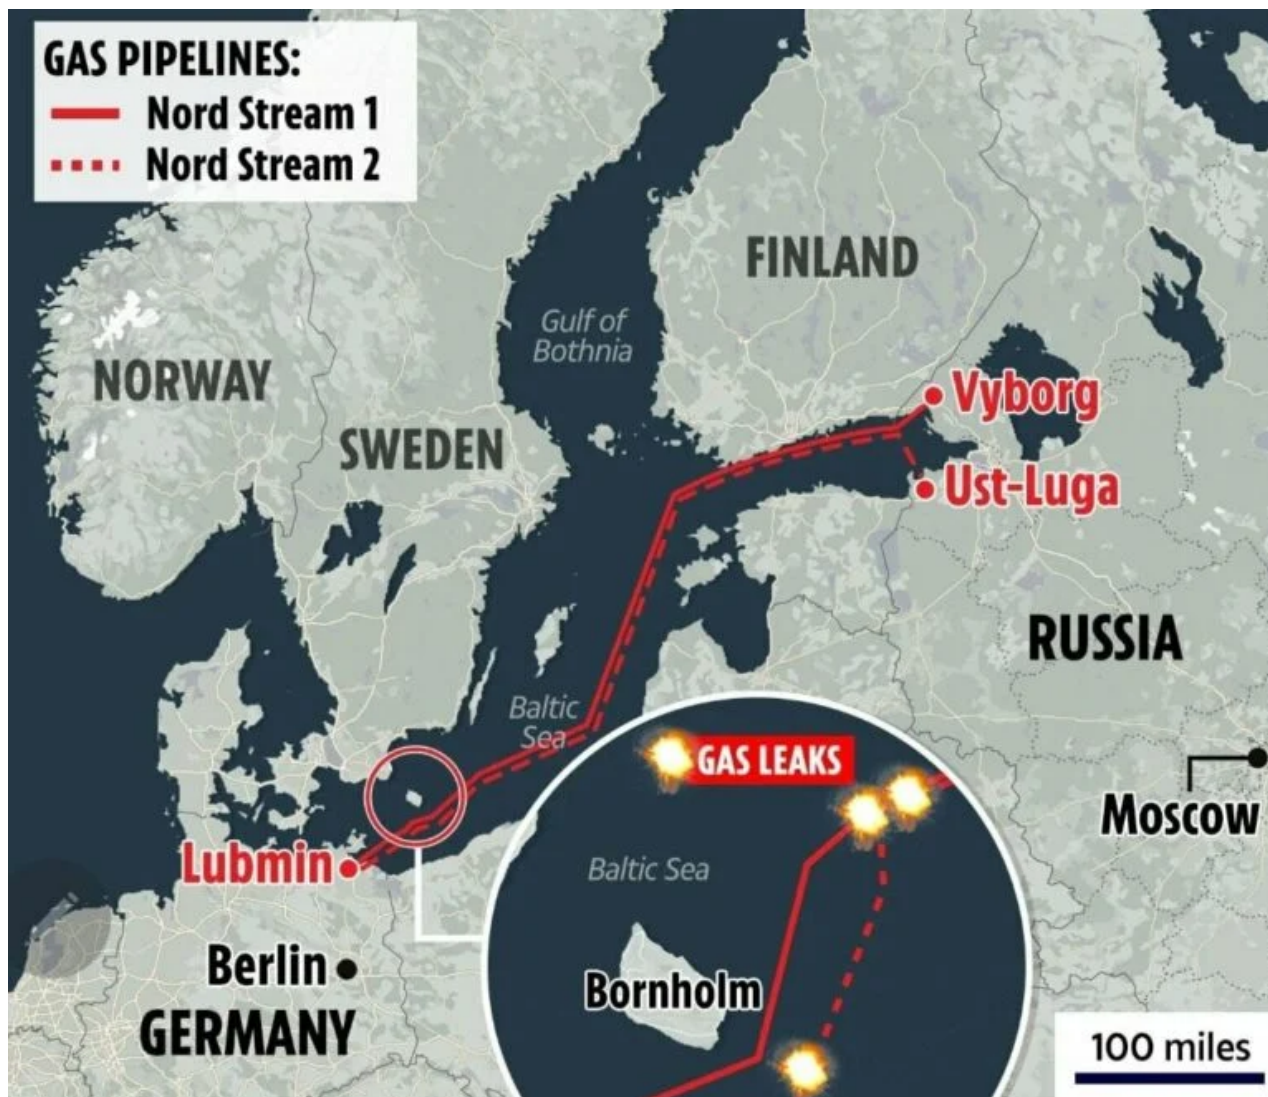 GAS PIPELINES:
Nord Stream 1
Nord Stream 2
FINLAND
Gulf of
Bothnia
NORWAY
Vyborg
SWEDEN
Ust-Luga
RUSSIA
Baltic
Sea
GAS LEAKS
Moscow
Lubmin
Baltic Sea
Berlin
Bornholm
GERMANY
100 miles